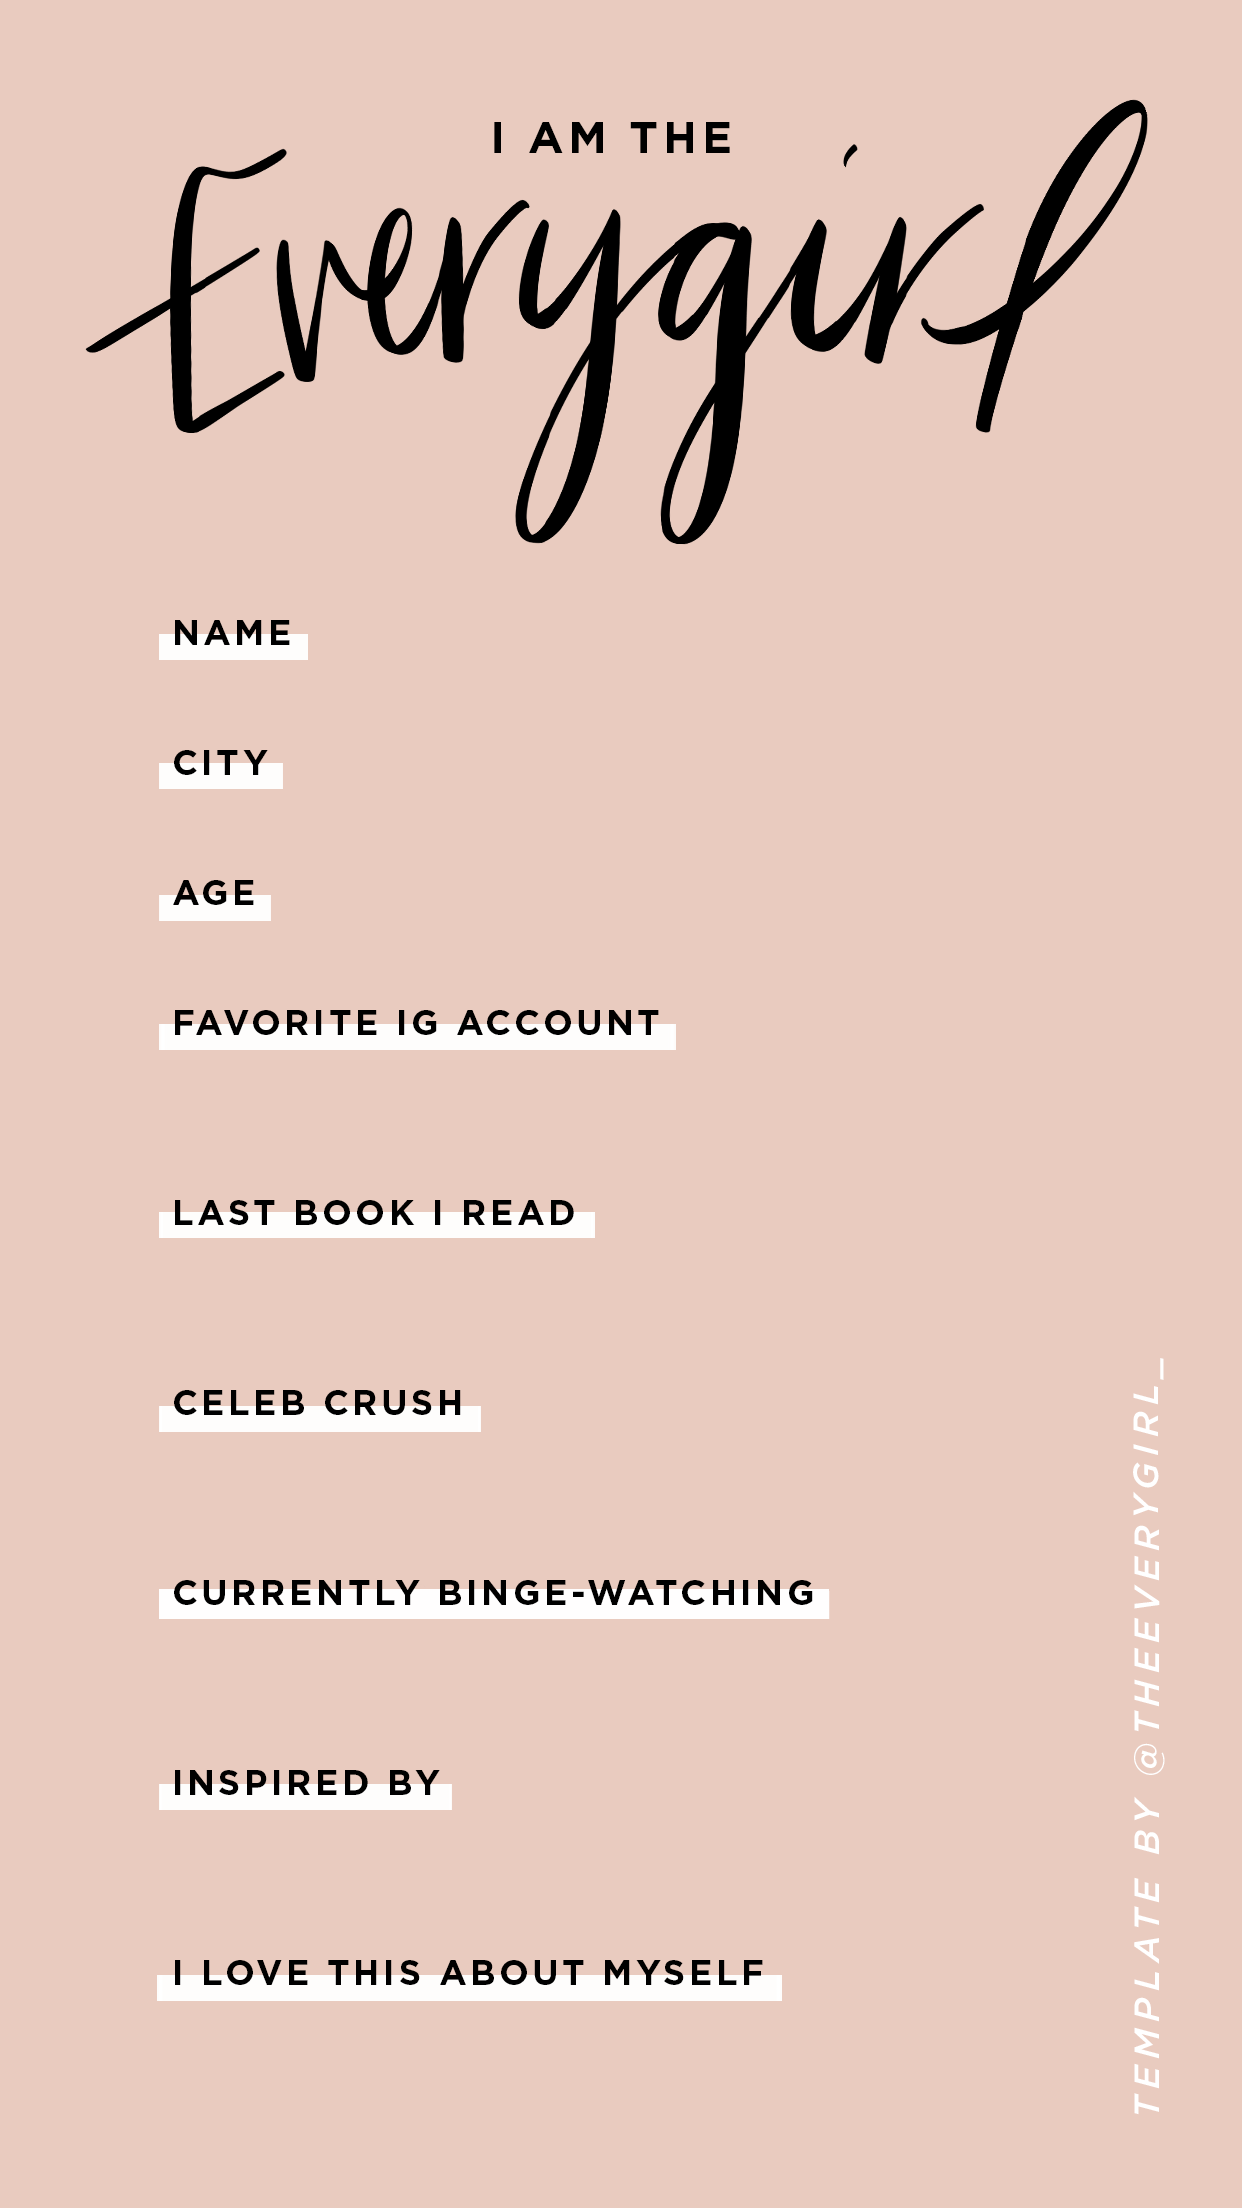 I AM THE
Everygirl
NAME
CITY
AGE
FAVORITE IG ACCOUNT
LAST BOOK I READ
CELEB CRUSH
CURRENTLY BINGE-WATCHING
INSPIRED BY
I LOVE THIS ABOUT MYSELF
TEMPLATE BY @THEEVERYGIRL_